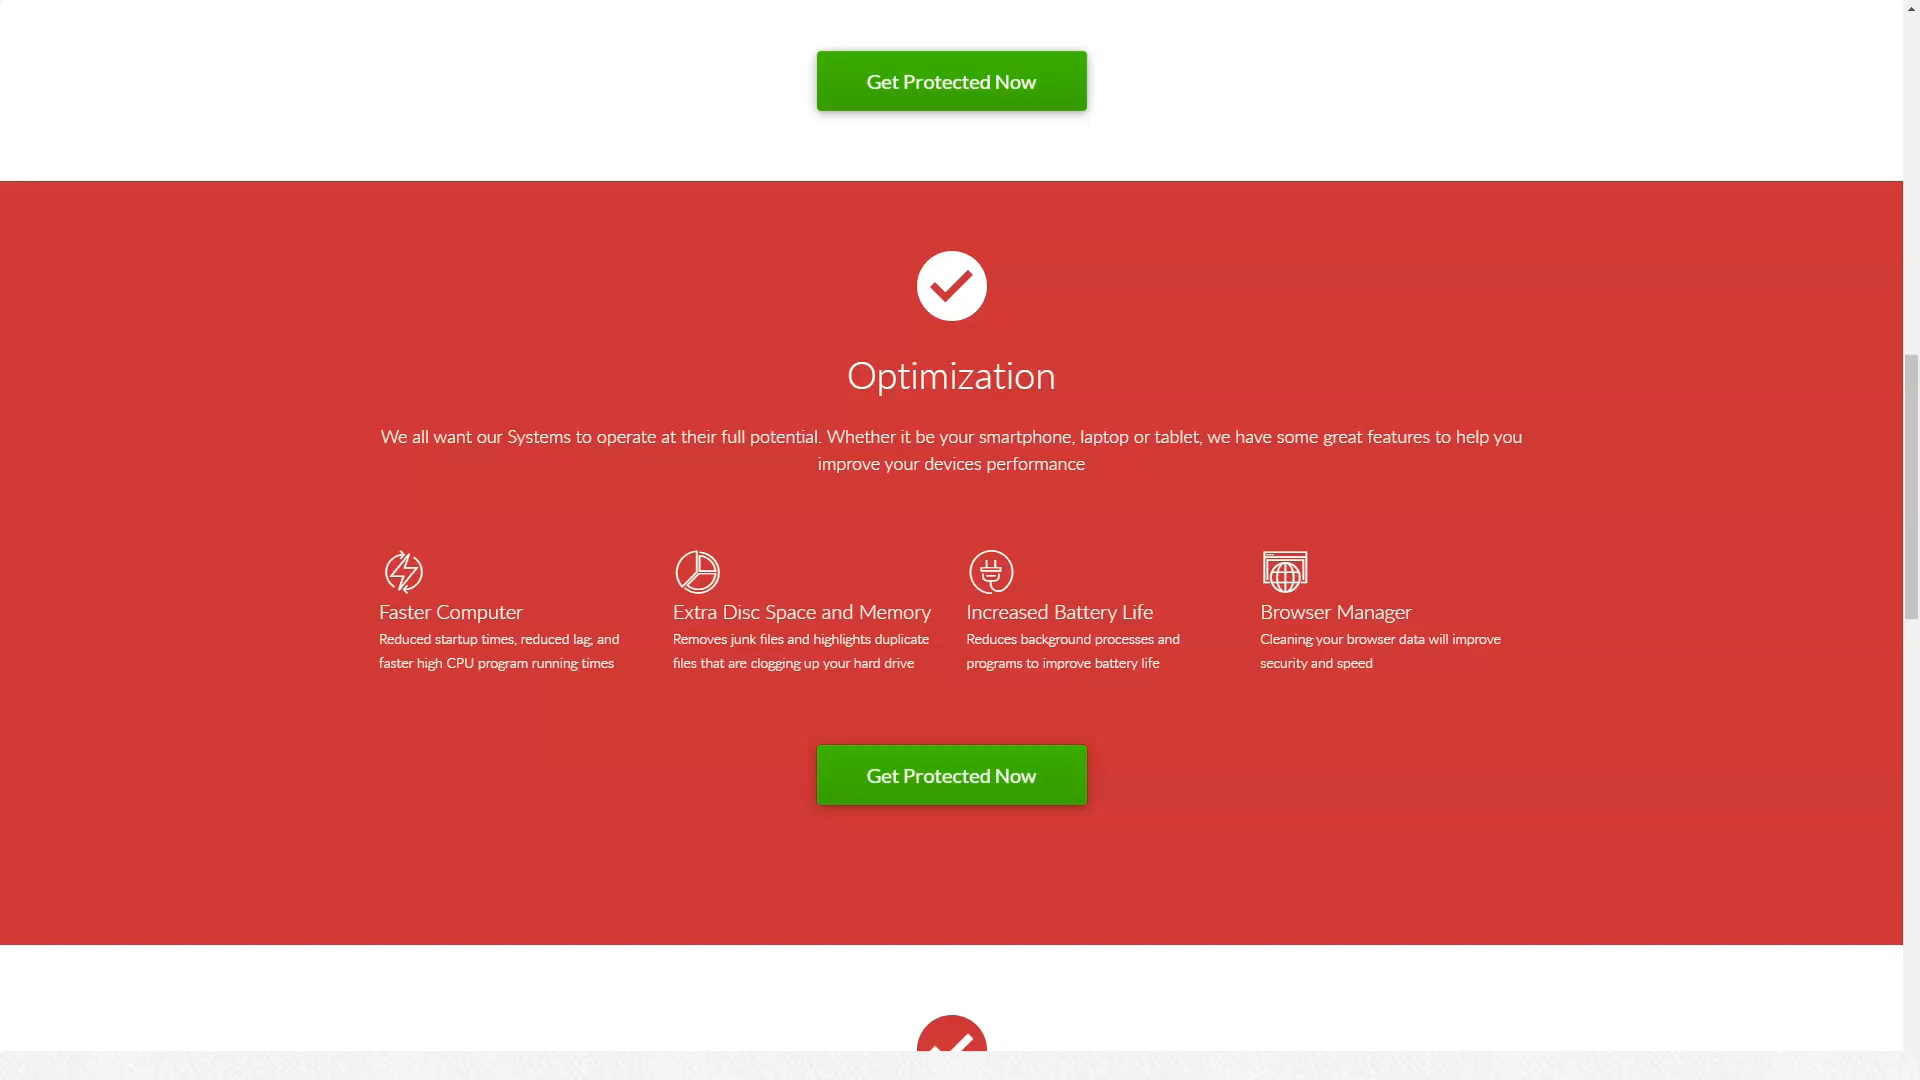 Get Protected Now
Optimization
We all want our Systems to operate at their full potential. Whether it be your smartphone, laptop or tablet, we have some great features to help you
improve your devices performance
Faster Computer
Reduced startup times, reduced lag, and
faster high CPU program running times
Extra Disc Space and Memory
Removes junk files and highlights duplicate
files that are clogging up your hard drive
Increased Battery Life
Reduces background processes and
programs to improve battery life
Browser Manager
Cleaning your browser data will improve
security and speed
Get Protected Now